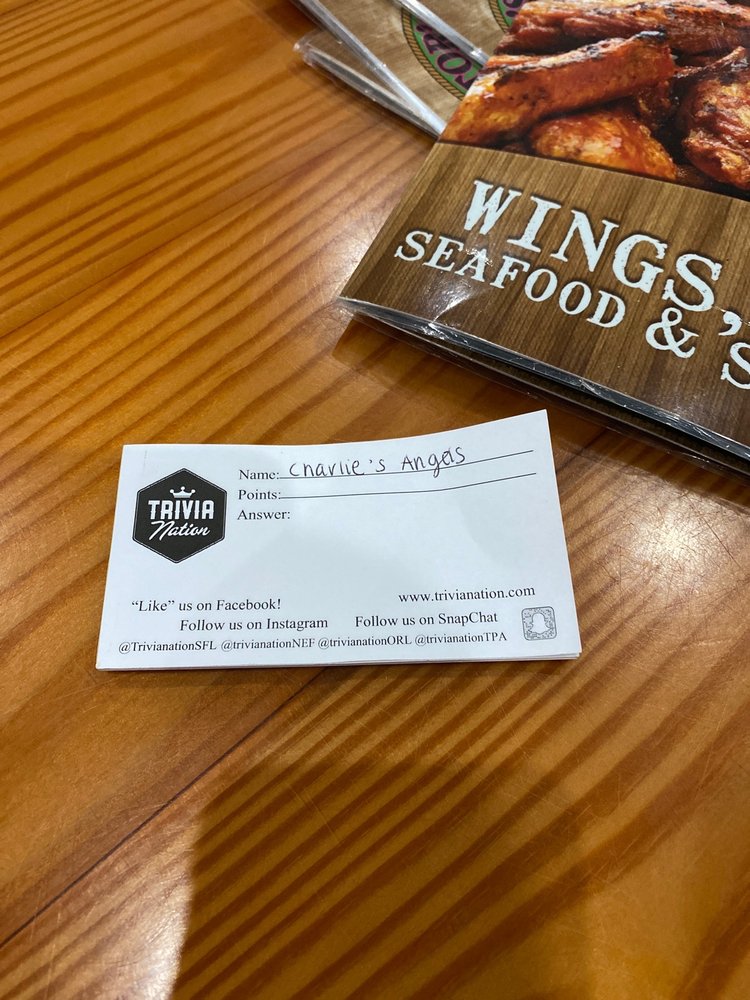 WINGS,
SEAFOOD & S
TRIVIA
Nation
Name: Charlie's Angels
Points:
Answer:
"Like" us on Facebook!
www.trivianation.com
Follow us on Instagram Follow us on SnapChat
@TrivianationSFL @trivianationNEF @trivianationORL @trivianationTPA